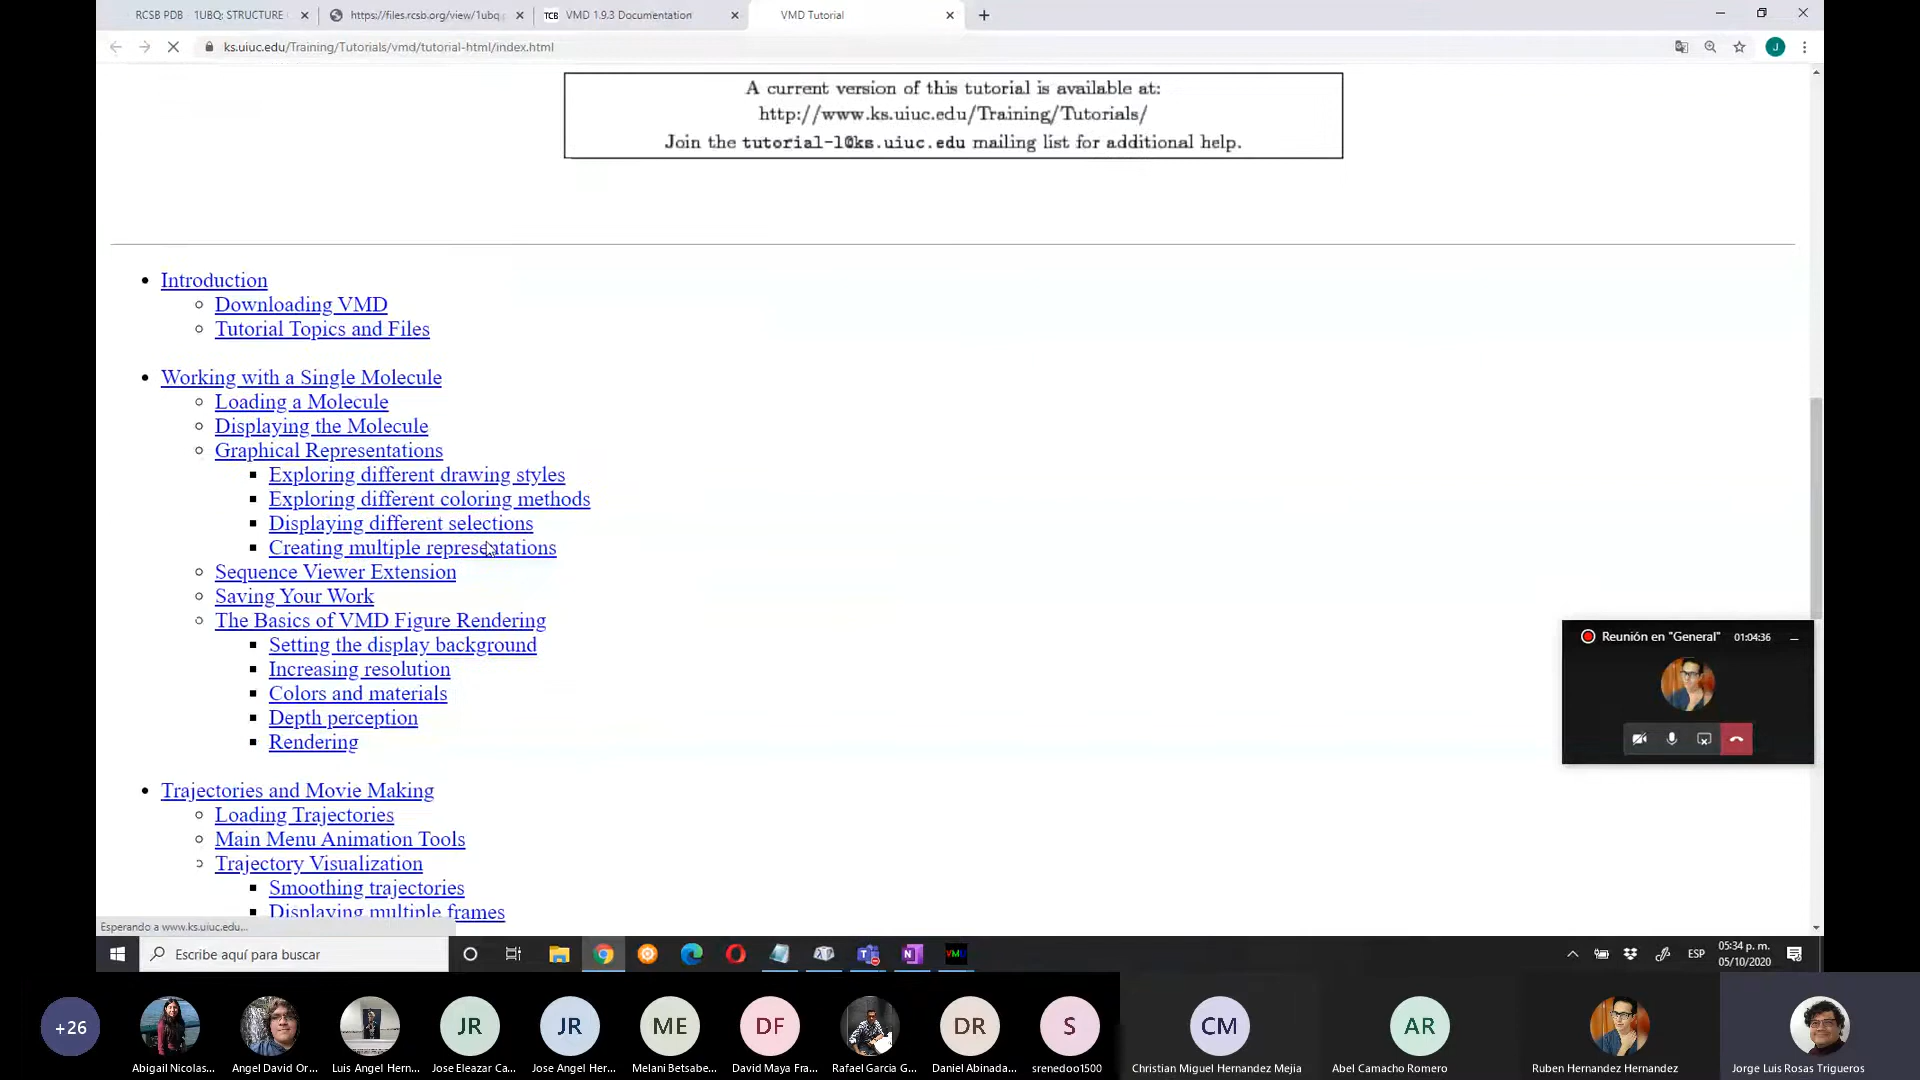 RCSB PDB - 1UBQ: STRUCTURE
https://files.rcsb.org/view/1ubq.p
TCB VMD 1.9.3 Documentation
VMD Tutorial
ks.uiuc.edu/Training/Tutorials/vmd/tutorial-html/index.html
J
A current version of this tutorial is available at:
http://www.ks.uiuc.edu/Training/Tutorials/
Join the tutorial-l@ks.uiuc.edu mailing list for additional help.
Introduction
Downloading VMD
Tutorial Topics and Files
Working with a Single Molecule
Loading a Molecule
Displaying the Molecule
Graphical Representations
Exploring different drawing styles
Exploring different coloring methods
Displaying different selections
Creating multiple representations
Sequence Viewer Extension
Saving Your Work
The Basics of VMD Figure Rendering
Setting the display background
Increasing resolution
Colors and materials
Depth perception
Rendering
Trajectories and Movie Making
Loading Trajectories
Main Menu Animation Tools
Trajectory Visualization
Smoothing trajectories
Displaying multiple frames
Reunión en "General" 01:04:36
Esperando a www.ks.uiuc.edu...
Escribe aquí para buscar
VMD
ESP
05:34 p. m.
05/10/2020
+26
JR
JR
ME
DF
DR
S
CM
AR
Abigail Nicolas...
Angel David Or...
Luis Angel Hern...
Jose Eleazar Ca...
Jose Angel Her...
Melani Betsabe...
David Maya Fra...
Rafael Garcia G...
Daniel Abinada...
srenedoo1500
Christian Miguel Hernandez Mejia
Abel Camacho Romero
Ruben Hernandez Hernandez
Jorge Luis Rosas Trigueros